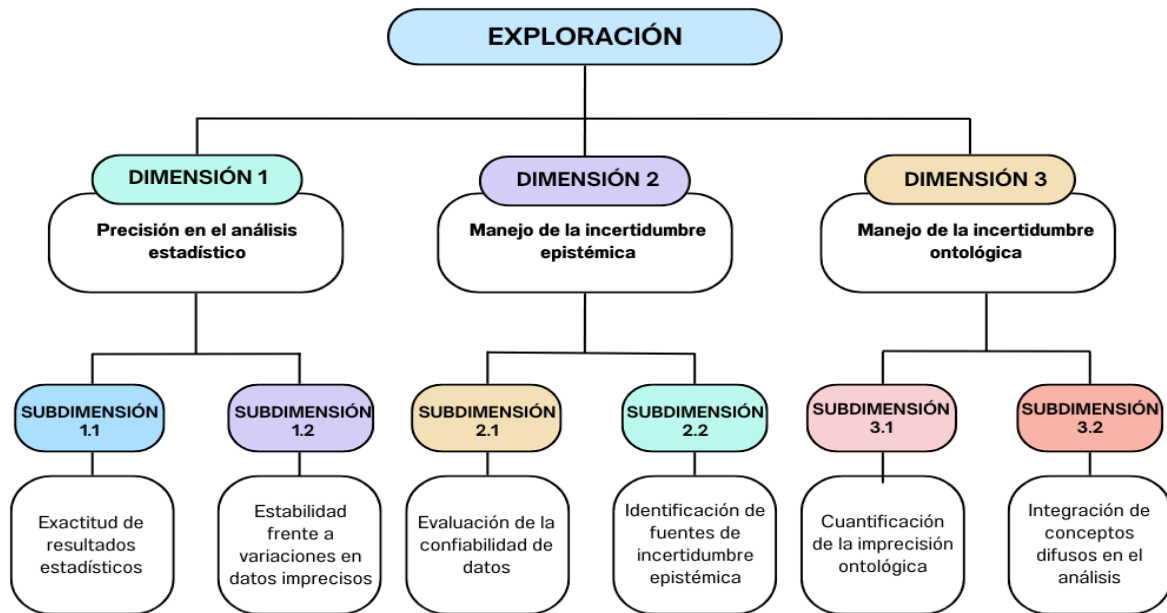 EXPLORACIÓN
DIMENSIÓN 1
Precisión en el análisis
estadístico
DIMENSIÓN 2
Manejo de la incertidumbre
epistémica
DIMENSIÓN 3
Manejo de la incertidumbre
ontológica
SUBDIMENSIÓN
1.1
Exactitud de
resultados
estadísticos
SUBDIMENSIÓN
1.2
Estabilidad
frente a
variaciones en
datos imprecisos
SUBDIMENSIÓN
2.1
Evaluación de la
confiabilidad de
datos
SUBDIMENSIÓN
2.2
Identificación de
fuentes de
incertidumbre
epistémica
SUBDIMENSIÓN
3.1
Cuantificación
de la imprecisión
ontológica
SUBDIMENSIÓN
3.2
Integración de
conceptos
difusos en el
análisis